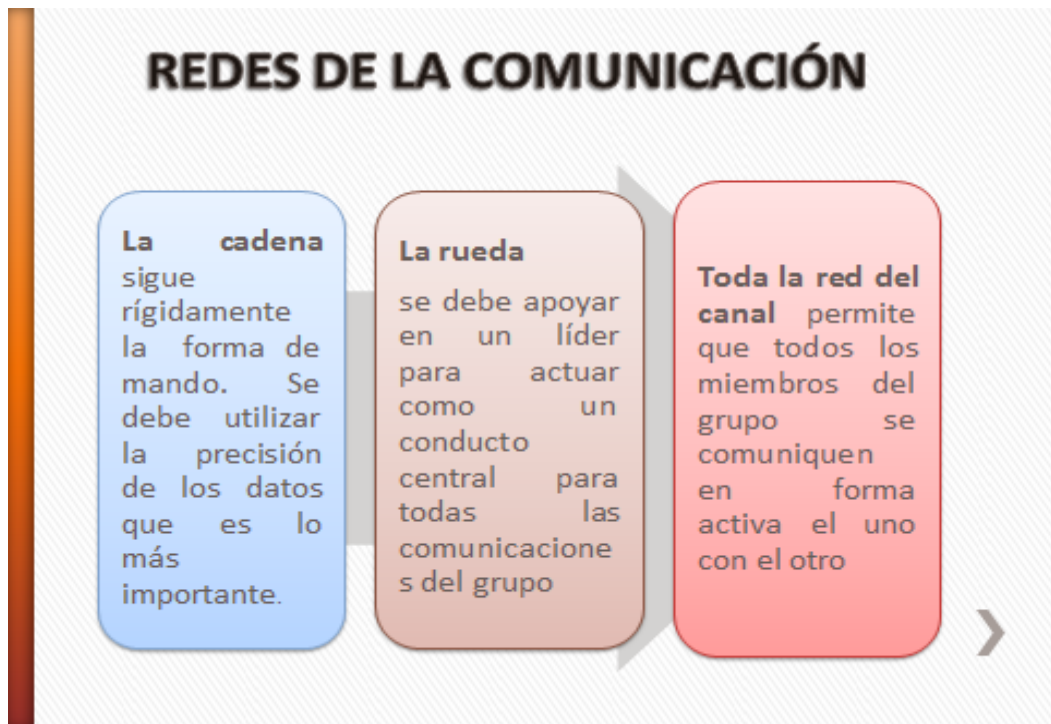 REDES DE LA COMUNICACIÓN
La cadena
sigue
rígidamente
la forma de
mando. Se
debe utilizar
la precisión
de los datos
que es lo
más
importante.
La rueda
se debe apoyar
en un líder
para actuar
como un
conducto
central para
todas las
comunicacione
s del grupo
Toda la red del
canal permite
que todos los
miembros del
grupo se
comuniquen
en forma
activa el uno
con el otro